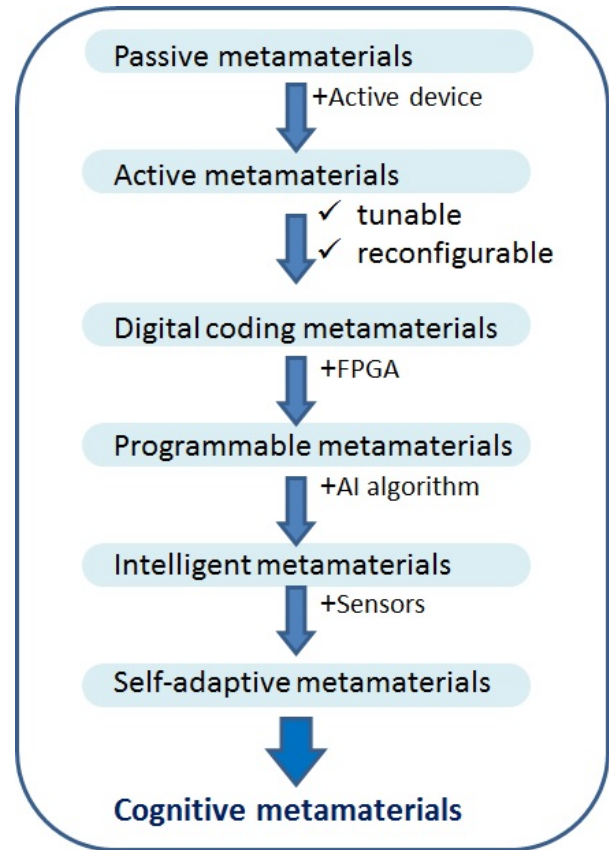 Passive metamaterials
+Active device
Active metamaterials
✓ tunable
✓ reconfigurable
Digital coding metamaterials
+FPGA
Programmable metamaterials
+AI algorithm
Intelligent metamaterials
+Sensors
Self-adaptive metamaterials
Cognitive metamaterials